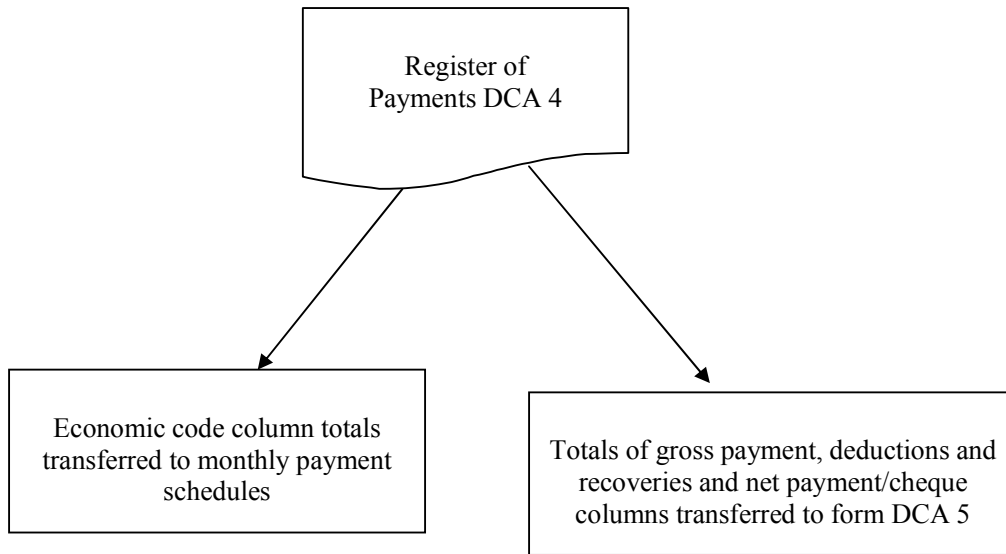 Register of
Payments DCA 4
Economic code column totals
transferred to monthly payment
schedules
Totals of gross payment, deductions and
recoveries and net payment/cheque
columns transferred to form DCA 5